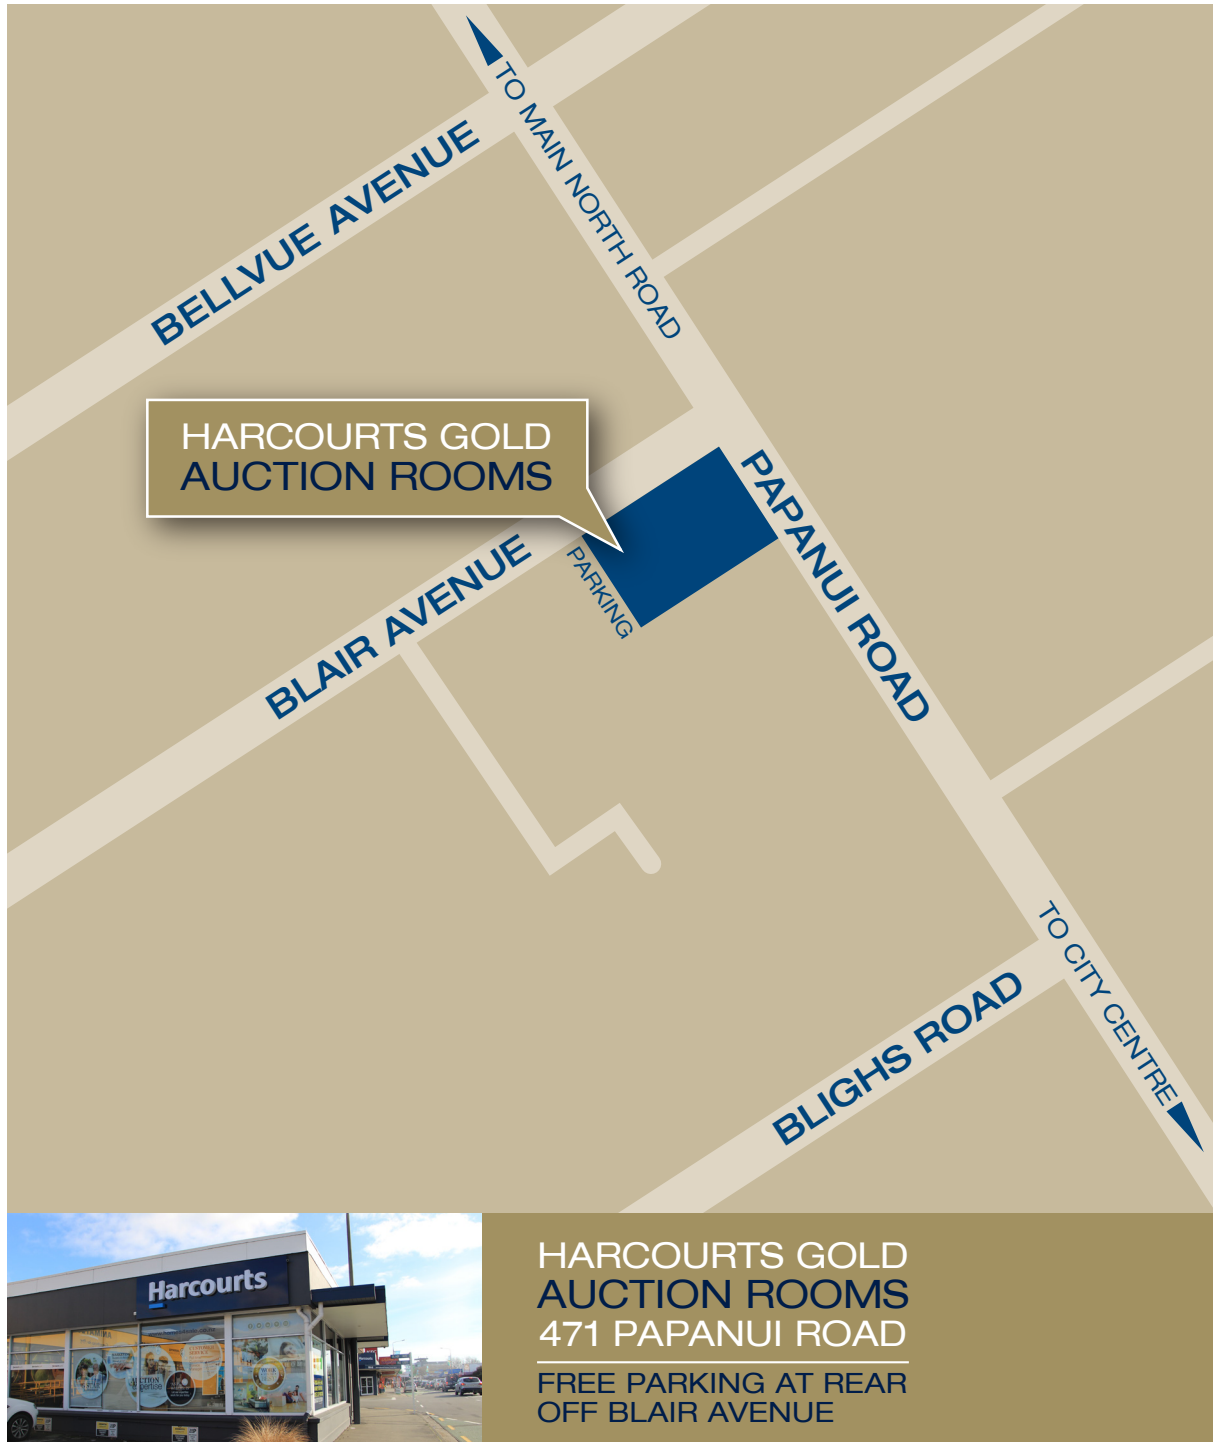 TO MAIN NORTH ROAD
BELLVUE AVENUE
HARCOURTS GOLD
AUCTION ROOMS
PAPANUI ROAD
PARKING
BLAIR AVENUE
TO CITY CENTRE
BLIGHS ROAD
Harcourts
HARCOURTS GOLD
AUCTION ROOMS
471 PAPANUI ROAD
FREE PARKING AT REAR
OFF BLAIR AVENUE